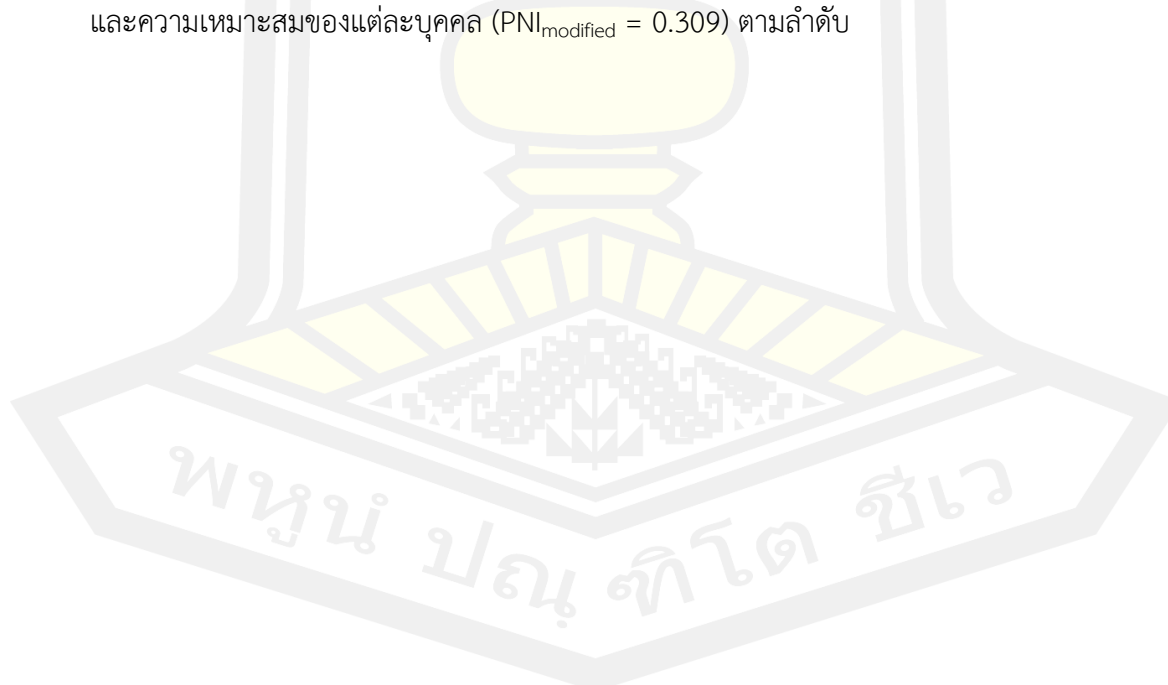 และความเหมาะสมของแต่ละบุคคล (PNImodified = 0.309) ตามลำดับ
พหูนํ ปณฺฑิโต ชีเว